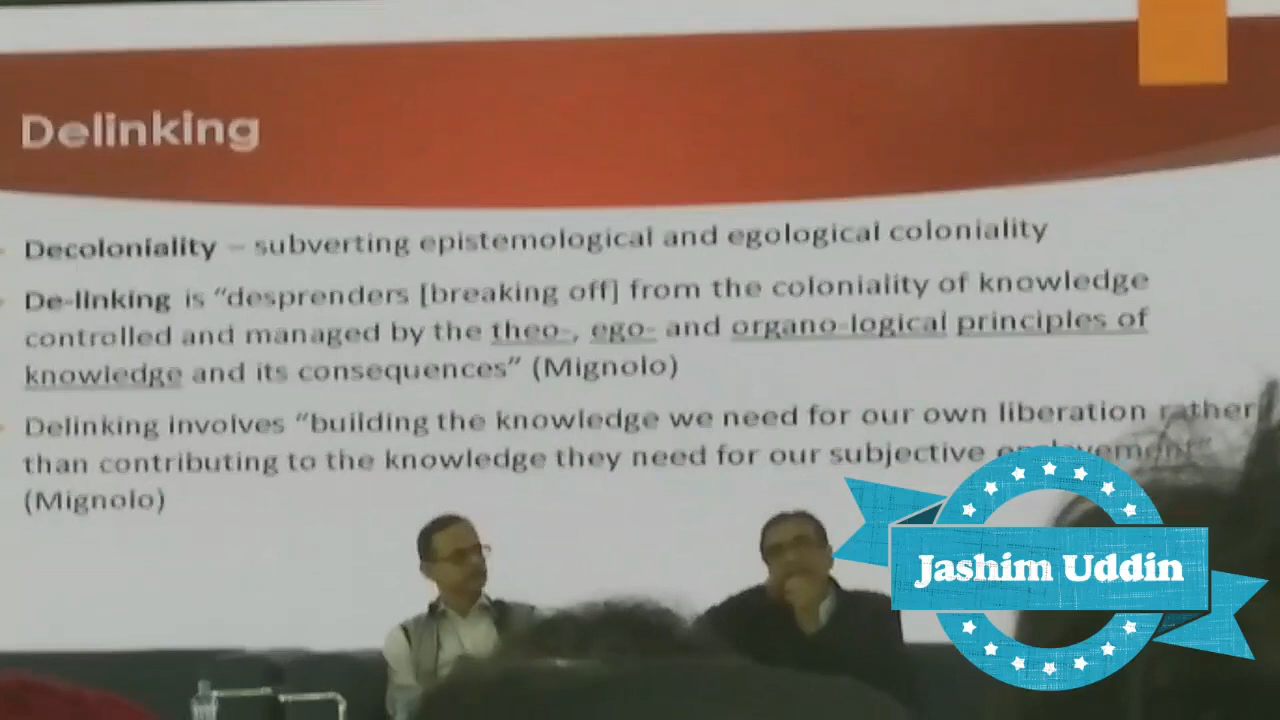 Delinking
Decoloniality – subverting epistemological and egological coloniality
De-linking is “desprenders [breaking off] from the coloniality of knowledge
controlled and managed by the theo-, ego- and organo-logical principles of
knowledge and its consequences” (Mignolo)
Delinking involves “building the knowledge we need for our own liberation rather
than contributing to the knowledge they need for our subjective
(Mignolo)
Jashim Uddin